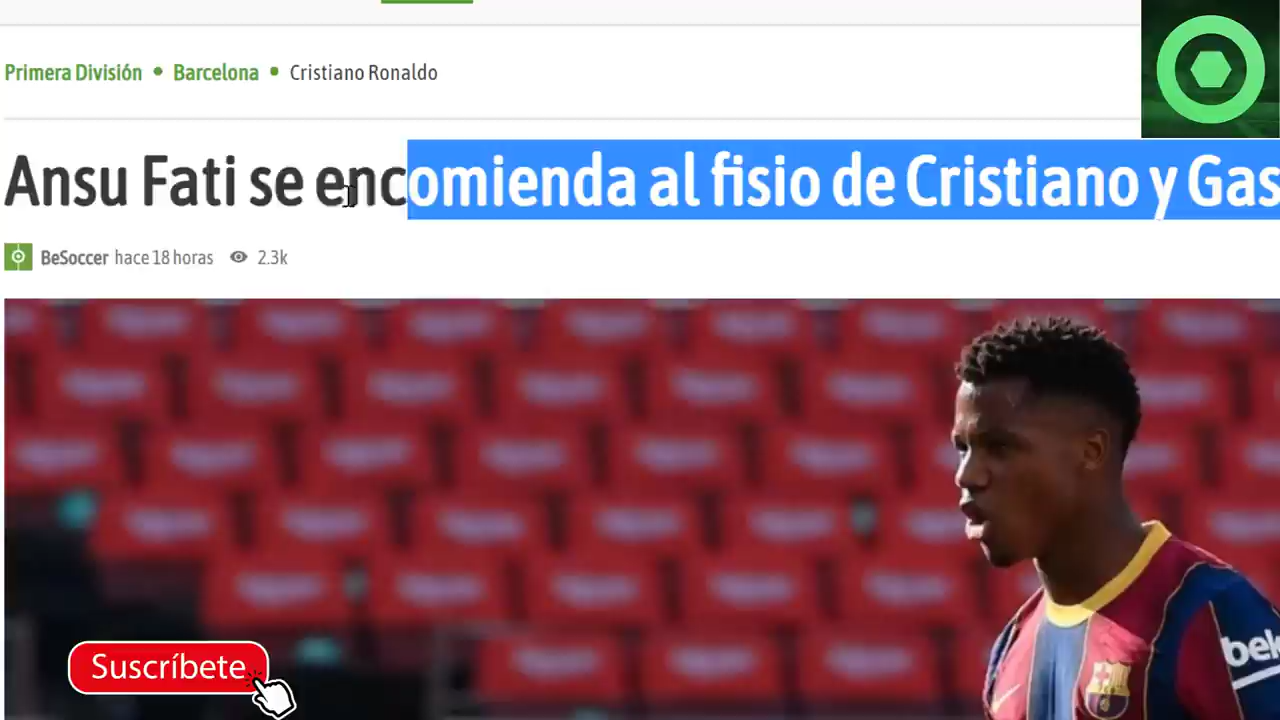 Primera División • Barcelona • Cristiano Ronaldo
Ansu Fati se encomienda al fisio de Cristiano y Gas
BeSoccer hace 18 horas 2.3k
beko
Suscríbete